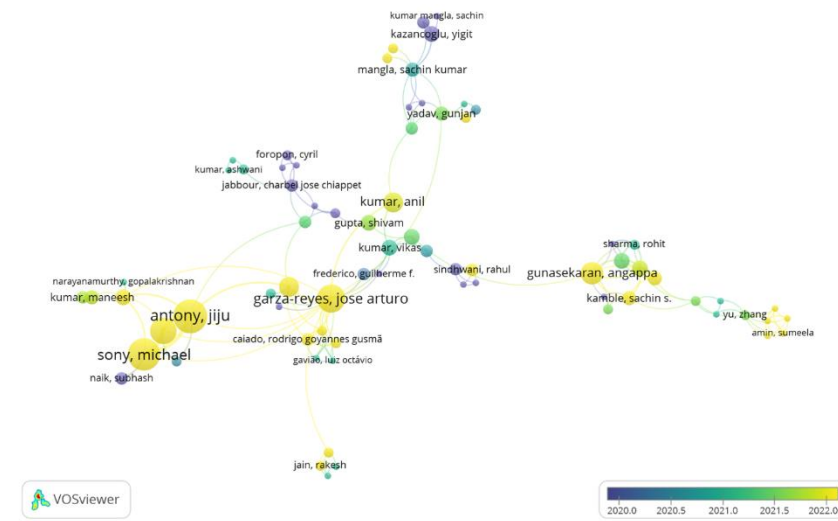 kumar mangla, sachin
kazancoglu, yigit
mangla, sachin kumar
yadav, gunjan
foropon, cyril
kumar, ashwani
jabbour, charbel jose chiappet
kumar, anil
gupta, shivam
kumar, vikas
sharma, rohit
frederico, guilherme f.
sindhwani, rahul
gunasekaran, angappa
narayanamurthy, gopalakrishnan
kumar, maneesh
garza-reyes, jose arturo
kamble, sachin s.
antony, jiju
yu, zhang
amin, sumeela
caiado, rodrigo goyannes gusmã
sony, michael
gavião, luiz octávio
naik, subhash
jain, rakesh
VOSviewer
2020.0 2020.5 2021.0 2021.5 2022.0